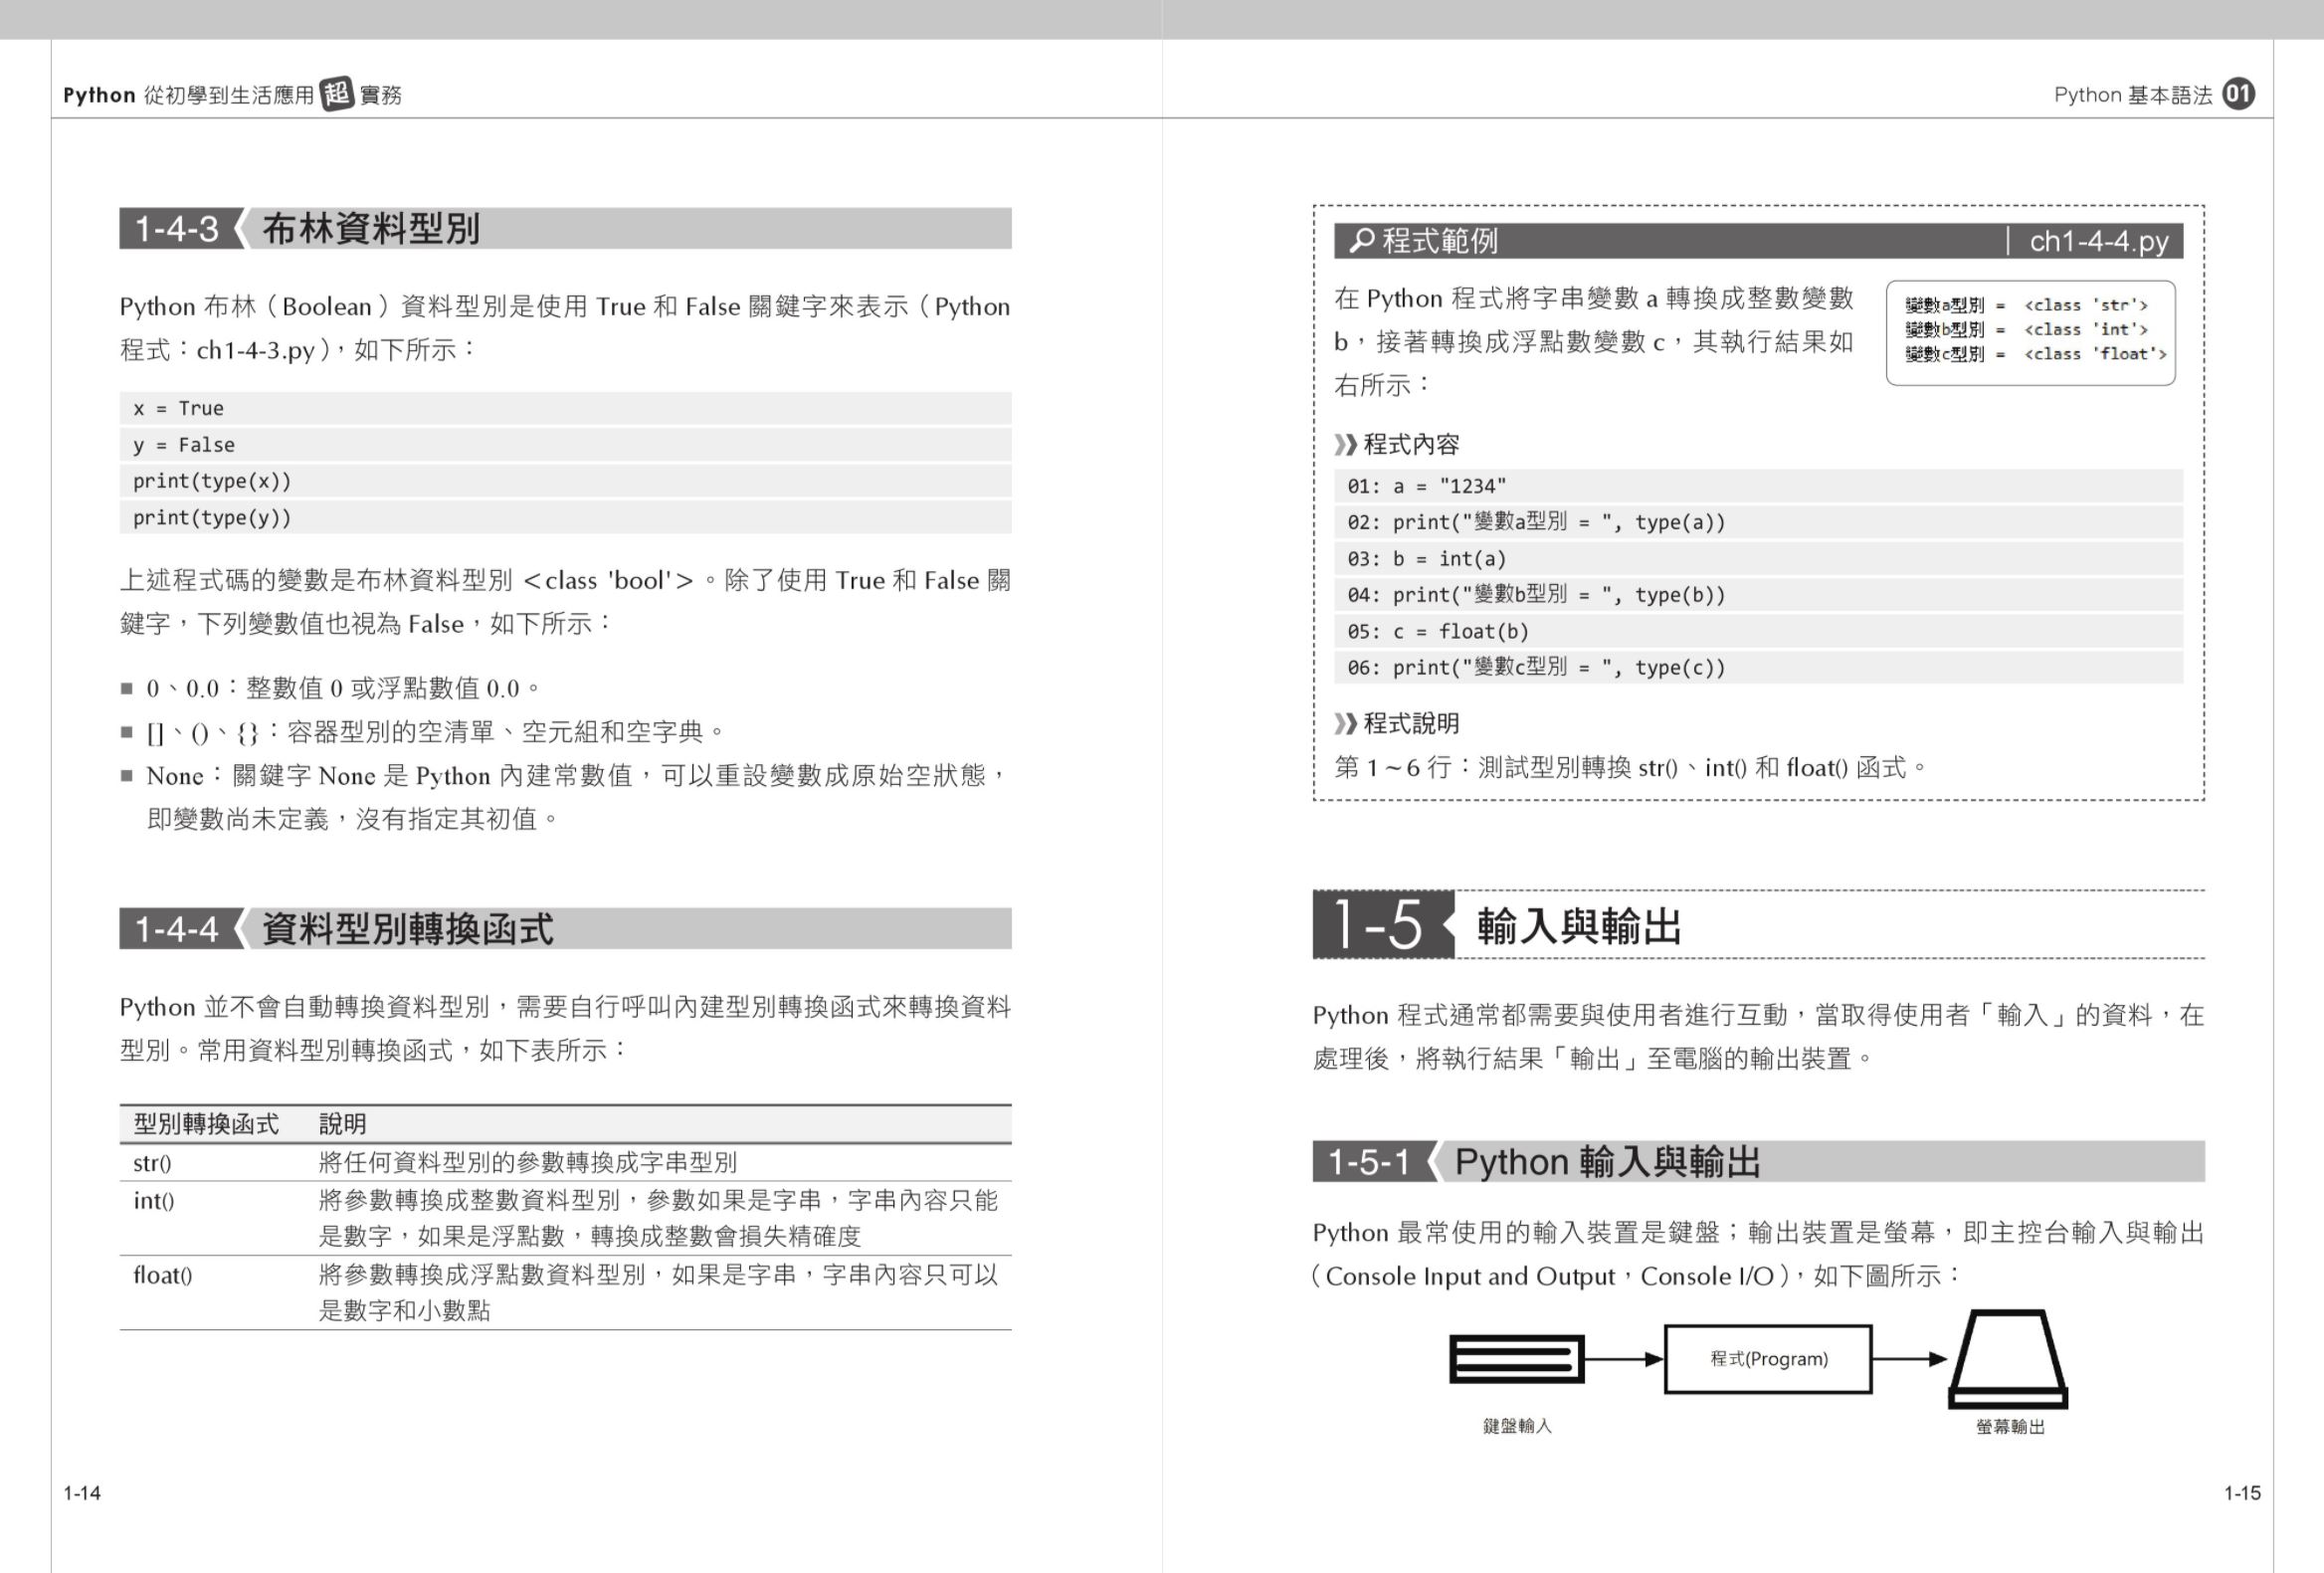 Python 從初學到生活應用超實務
1-4-3 布林資料型別
Python 布林（Boolean）資料型別是使用 True 和 False 關鍵字來表示（Python
程式：ch1-4-3.py），如下所示：
x = True
y = False
print(type(x))
print(type(y))
上述程式碼的變數是布林資料型別 <class 'bool'>。除了使用 True 和 False 關
鍵字，下列變數值也視為 False，如下所示：
■ 0、0.0：整數值 0 或浮點數值 0.0。
■ []、()、{}：容器型別的空清單、空元組和空字典。
■ None：關鍵字 None 是 Python 內建常數值，可以重設變數成原始空狀態，
即變數尚未定義，沒有指定其初值。
1-4-4 資料型別轉換函式
Python 並不會自動轉換資料型別，需要自行呼叫內建型別轉換函式來轉換資料
型別。常用資料型別轉換函式，如下表所示：
型別轉換函式 說明
str() 將任何資料型別的參數轉換成字串型別
int() 將參數轉換成整數資料型別，參數如果是字串，字串內容只能
是數字，如果是浮點數，轉換成整數會損失精確度
float() 將參數轉換成浮點數資料型別，如果是字串，字串內容只可以
是數字和小數點
1-14
Python 基本語法 01
程式範例 | ch1-4-4.py
在 Python 程式將字串變數 a 轉換成整數變數
b，接著轉換成浮點數變數 c，其執行結果如
右所示：
變數a型別 = <class 'str'>
變數b型別 = <class 'int'>
變數c型別 = <class 'float'>
程式內容
01: a = "1234"
02: print("變數a型別 = ", type(a))
03: b = int(a)
04: print("變數b型別 = ", type(b))
05: c = float(b)
06: print("變數c型別 = ", type(c))
程式說明
第 1～6 行：測試型別轉換 str()、int() 和 float() 函式。
1-5 輸入與輸出
Python 程式通常都需要與使用者進行互動，當取得使用者「輸入」的資料，在
處理後，將執行結果「輸出」至電腦的輸出裝置。
1-5-1 Python 輸入與輸出
Python 最常使用的輸入裝置是鍵盤；輸出裝置是螢幕，即主控台輸入與輸出
（Console Input and Output，Console I/O），如下圖所示：
程式(Program)
鍵盤輸入
螢幕輸出
1-15